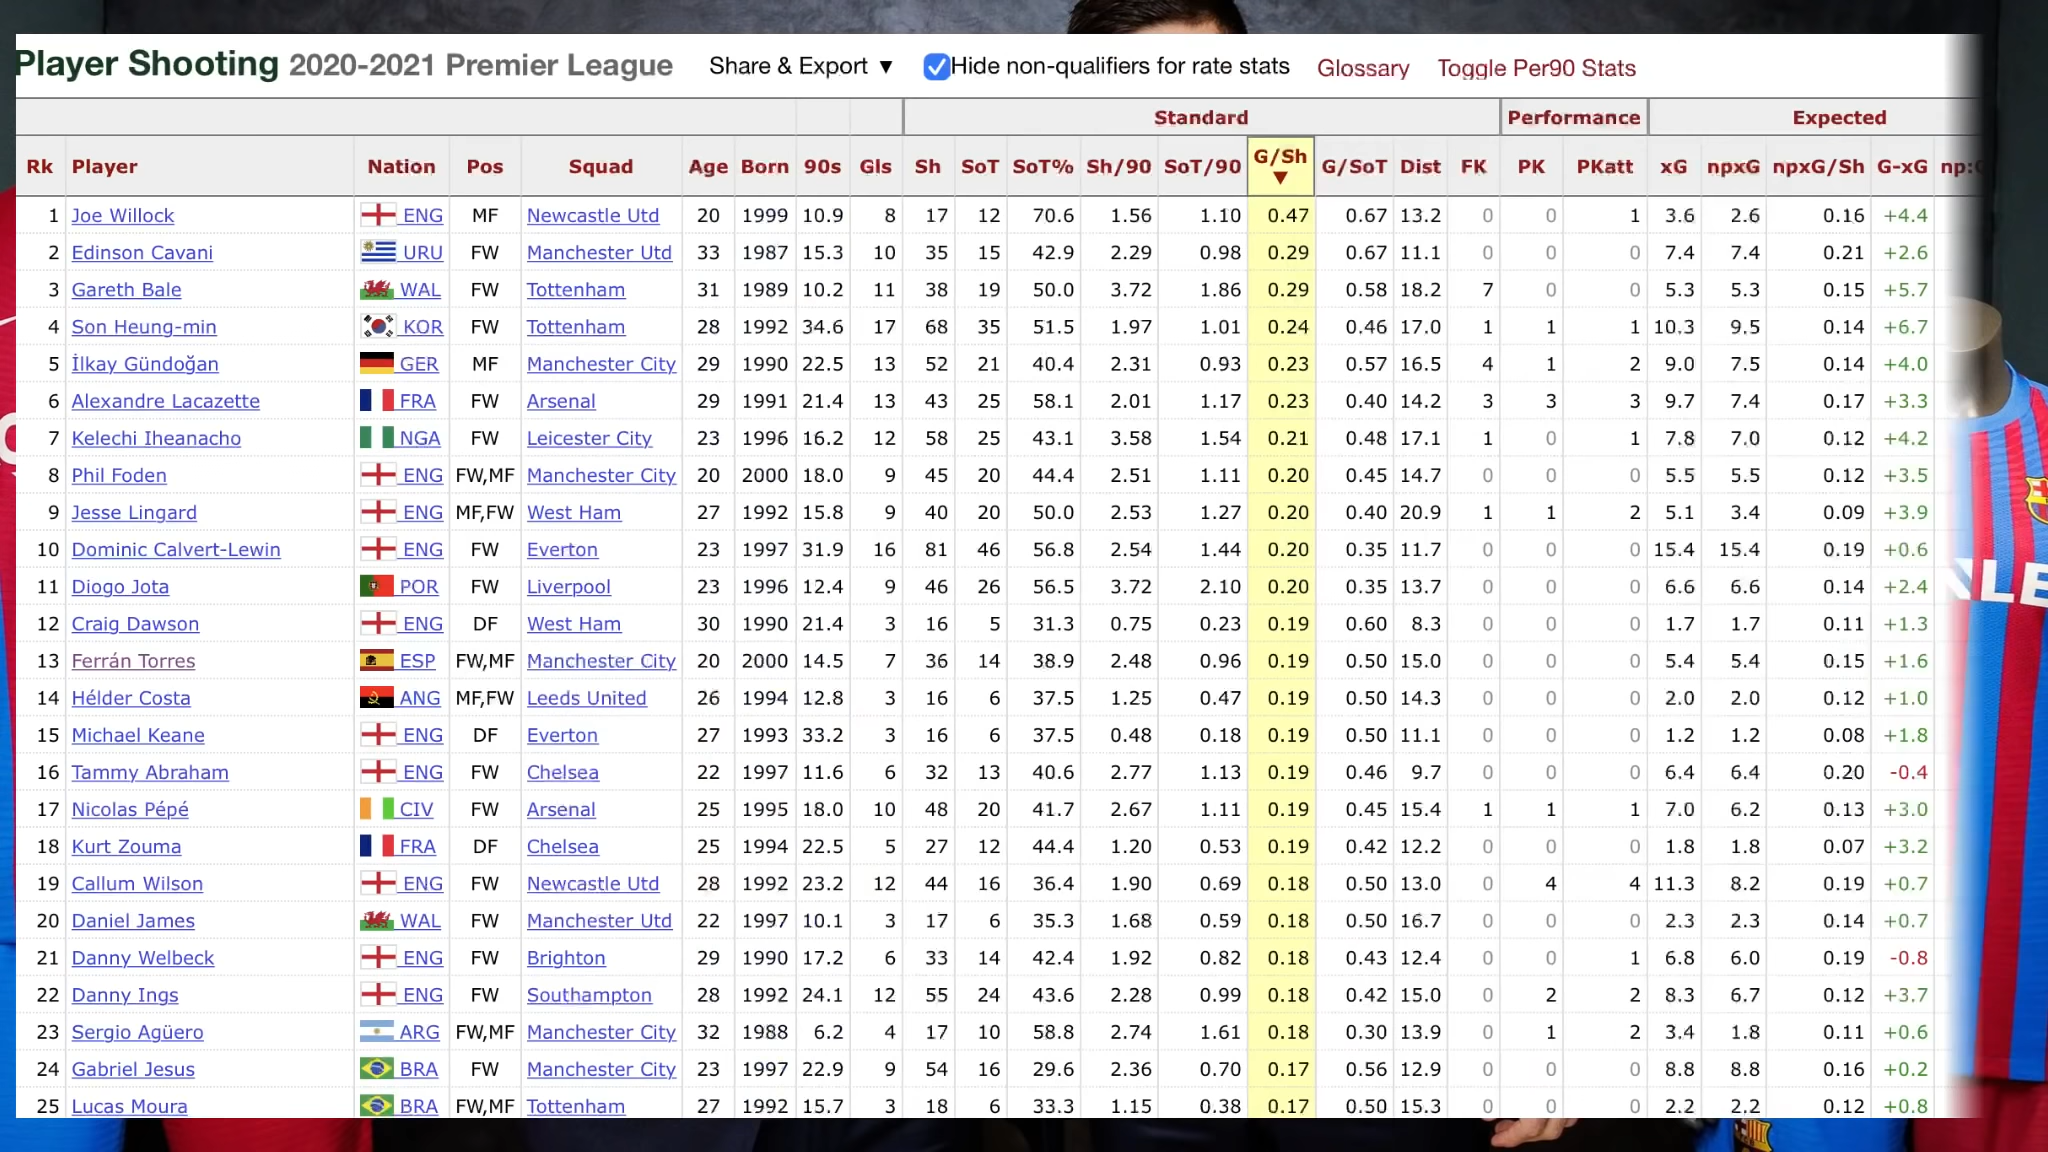 Player Shooting 2020-2021 Premier League Share & Export ▼ Hide non-qualifiers for rate stats Glossary Toggle Per90 Stats
Standard Performance Expected
Rk Player Nation Pos Squad Age Born 90s Gls Sh SoT SoT% Sh/90 SoT/90 G/Sh ▼ G/SoT Dist FK PK PKatt xG npxG npxG/Sh G-xG
1 Joe Willock ENG MF Newcastle Utd 20 1999 10.9 8 17 12 70.6 1.56 1.10 0.47 0.67 13.2 0 0 1 3.6 2.6 0.16 +4.4
2 Edinson Cavani URU FW Manchester Utd 33 1987 15.3 10 35 15 42.9 2.29 0.98 0.29 0.67 11.1 0 0 0 7.4 7.4 0.21 +2.6
3 Gareth Bale WAL FW Tottenham 31 1989 10.2 11 38 19 50.0 3.72 1.86 0.29 0.58 18.2 7 0 0 5.3 5.3 0.15 +5.7
4 Son Heung-min KOR FW Tottenham 28 1992 34.6 17 68 35 51.5 1.97 1.01 0.24 0.46 17.0 1 1 1 10.3 9.5 0.14 +6.7
5 İlkay Gündoğan GER MF Manchester City 29 1990 22.5 13 52 21 40.4 2.31 0.93 0.23 0.57 16.5 4 1 2 9.0 7.5 0.14 +4.0
6 Alexandre Lacazette FRA FW Arsenal 29 1991 21.4 13 43 25 58.1 2.01 1.17 0.23 0.40 14.2 3 3 3 9.7 7.4 0.17 +3.3
7 Kelechi Iheanacho NGA FW Leicester City 23 1996 16.2 12 58 25 43.1 3.58 1.54 0.21 0.48 17.1 1 0 1 7.8 7.0 0.12 +4.2
8 Phil Foden ENG FW,MF Manchester City 20 2000 18.0 9 45 20 44.4 2.51 1.11 0.20 0.45 14.7 0 0 0 5.5 5.5 0.12 +3.5
9 Jesse Lingard ENG MF,FW West Ham 27 1992 15.8 9 40 20 50.0 2.53 1.27 0.20 0.40 20.9 1 1 2 5.1 3.4 0.09 +3.9
10 Dominic Calvert-Lewin ENG FW Everton 23 1997 31.9 16 81 46 56.8 2.54 1.44 0.20 0.35 11.7 0 0 0 15.4 15.4 0.19 +0.6
11 Diogo Jota POR FW Liverpool 23 1996 12.4 9 46 26 56.5 3.72 2.10 0.20 0.35 13.7 0 0 0 6.6 6.6 0.14 +2.4
12 Craig Dawson ENG DF West Ham 30 1990 21.4 3 16 5 31.3 0.75 0.23 0.19 0.60 8.3 0 0 0 1.7 1.7 0.11 +1.3
13 Ferrán Torres ESP FW,MF Manchester City 20 2000 14.5 7 36 14 38.9 2.48 0.96 0.19 0.50 15.0 0 0 0 5.4 5.4 0.15 +1.6
14 Hélder Costa ANG MF,FW Leeds United 26 1994 12.8 3 16 6 37.5 1.25 0.47 0.19 0.50 14.3 0 0 0 2.0 2.0 0.12 +1.0
15 Michael Keane ENG DF Everton 27 1993 33.2 3 16 6 37.5 0.48 0.18 0.19 0.50 11.1 0 0 0 1.2 1.2 0.08 +1.8
16 Tammy Abraham ENG FW Chelsea 22 1997 11.6 6 32 13 40.6 2.77 1.13 0.19 0.46 9.7 0 0 0 6.4 6.4 0.20 -0.4
17 Nicolas Pépé CIV FW Arsenal 25 1995 18.0 10 48 20 41.7 2.67 1.11 0.19 0.45 15.4 1 1 1 7.0 6.2 0.13 +3.0
18 Kurt Zouma FRA DF Chelsea 25 1994 22.5 5 27 12 44.4 1.20 0.53 0.19 0.42 12.2 0 0 0 1.8 1.8 0.07 +3.2
19 Callum Wilson ENG FW Newcastle Utd 28 1992 23.2 12 44 16 36.4 1.90 0.69 0.18 0.50 13.0 0 4 4 11.3 8.2 0.19 +0.7
20 Daniel James WAL FW Manchester Utd 22 1997 10.1 3 17 6 35.3 1.68 0.59 0.18 0.50 16.7 0 0 0 2.3 2.3 0.14 +0.7
21 Danny Welbeck ENG FW Brighton 29 1990 17.2 6 33 14 42.4 1.92 0.82 0.18 0.43 12.4 0 0 1 6.8 6.0 0.19 -0.8
22 Danny Ings ENG FW Southampton 28 1992 24.1 12 55 24 43.6 2.28 0.99 0.18 0.42 15.0 0 2 2 8.3 6.7 0.12 +3.7
23 Sergio Agüero ARG FW,MF Manchester City 32 1988 6.2 4 17 10 58.8 2.74 1.61 0.18 0.30 13.9 0 1 2 3.4 1.8 0.11 +0.6
24 Gabriel Jesus BRA FW Manchester City 23 1997 22.9 9 54 16 29.6 2.36 0.70 0.17 0.56 12.9 0 0 0 8.8 8.8 0.16 +0.2
25 Lucas Moura BRA FW,MF Tottenham 27 1992 15.7 3 18 6 33.3 1.15 0.38 0.17 0.50 15.3 0 0 0 2.2 2.2 0.12 +0.8